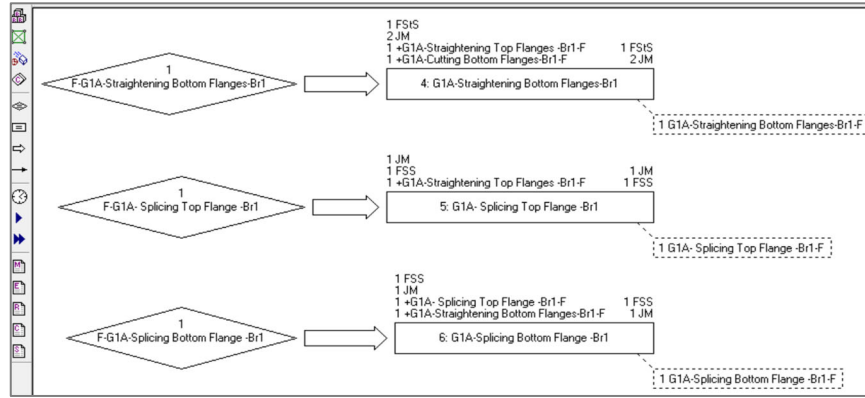 1 FStS
2 JM
1 +G1A-Straightening Top Flanges -Br1-F 1 FStS
1 +G1A-Cutting Bottom Flanges-Br1-F 2 JM
1
F-G1A-Straightening Bottom Flanges-Br1
4: G1A-Straightening Bottom Flanges-Br1
1 G1A-Straightening Bottom Flanges-Br1-F
1 JM
1 FSS 1 JM
1 +G1A-Straightening Top Flanges -Br1-F 1 FSS
1
F-G1A- Splicing Top Flange -Br1
5: G1A- Splicing Top Flange -Br1
1 G1A- Splicing Top Flange -Br1-F
1 FSS
1 JM
1 +G1A- Splicing Top Flange -Br1-F 1 FSS
1 +G1A-Straightening Bottom Flanges-Br1-F 1 JM
1
F-G1A-Splicing Bottom Flange -Br1
6: G1A-Splicing Bottom Flange -Br1
1 G1A-Splicing Bottom Flange -Br1-F